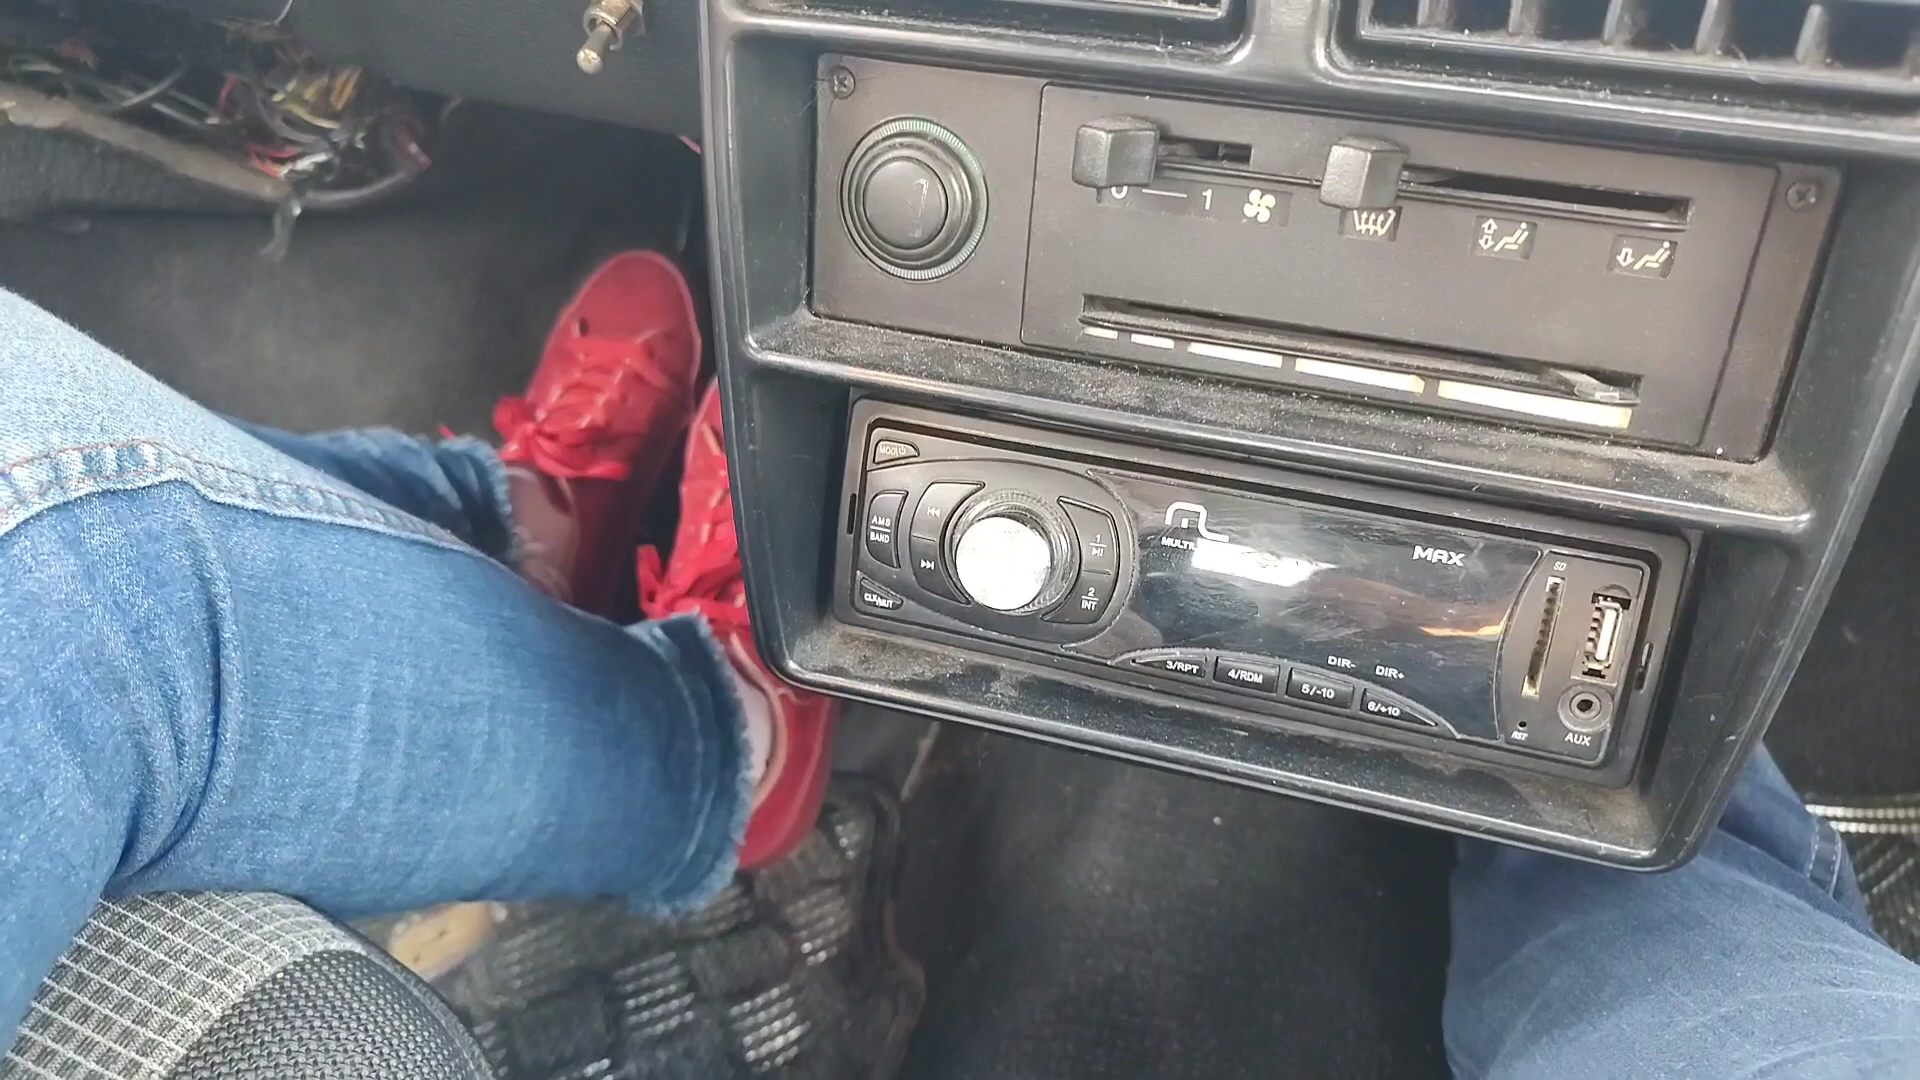 0 — 1
MOD/⏻
AMS
BAND
CLK/MUT
1
2
INT
MAX
SD
3/RPT
4/RDM
DIR-
5/-10
DIR+
6/+10
RST
AUX